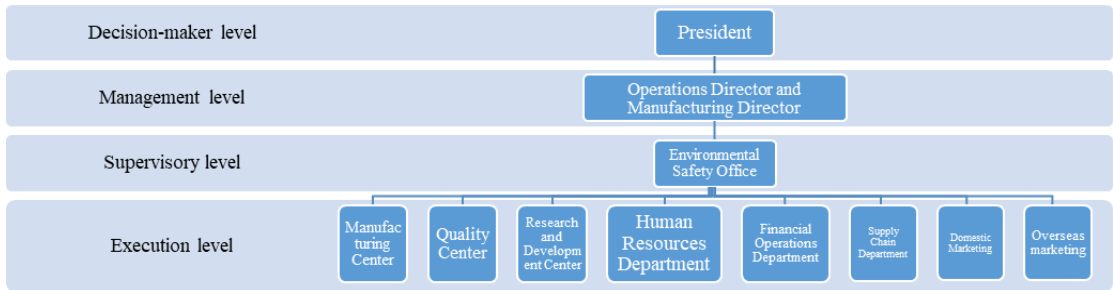 Decision-maker level
President
Management level
Operations Director and
Manufacturing Director
Supervisory level
Environmental
Safety Office
Execution level
Manufac
turing
Center
Quality
Center
Research
and
Developm
ent Center
Human
Resources
Department
Financial
Operations
Department
Supply
Chain
Department
Domestic
Marketing
Overseas
marketing